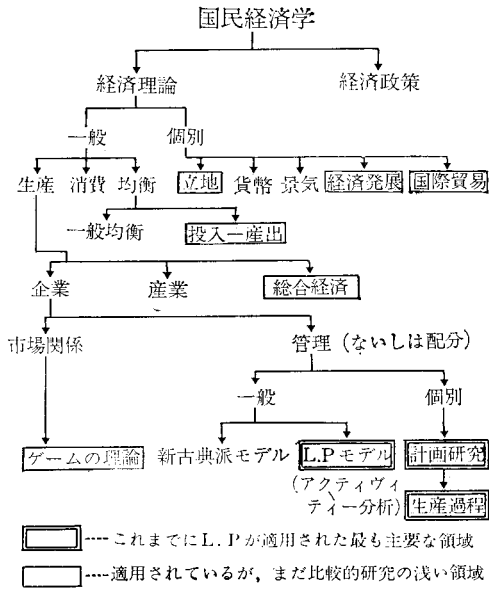 国民経済学
経済理論 経済政策
一般 個別
生産 消費 均衡 立地 貨幣 景気 経済発展 国際貿易
一般均衡 投入ー産出
企業 産業 総合経済
市場関係 管理（ないしは配分）
一般 個別
ゲームの理論 新古典派モデル L.Pモデル 計画研究
（アクティヴィ
ティー分析） 生産過程
----これまでにL.Pが適用された最も主要な領域
----適用されているが，まだ比較的研究の浅い領域